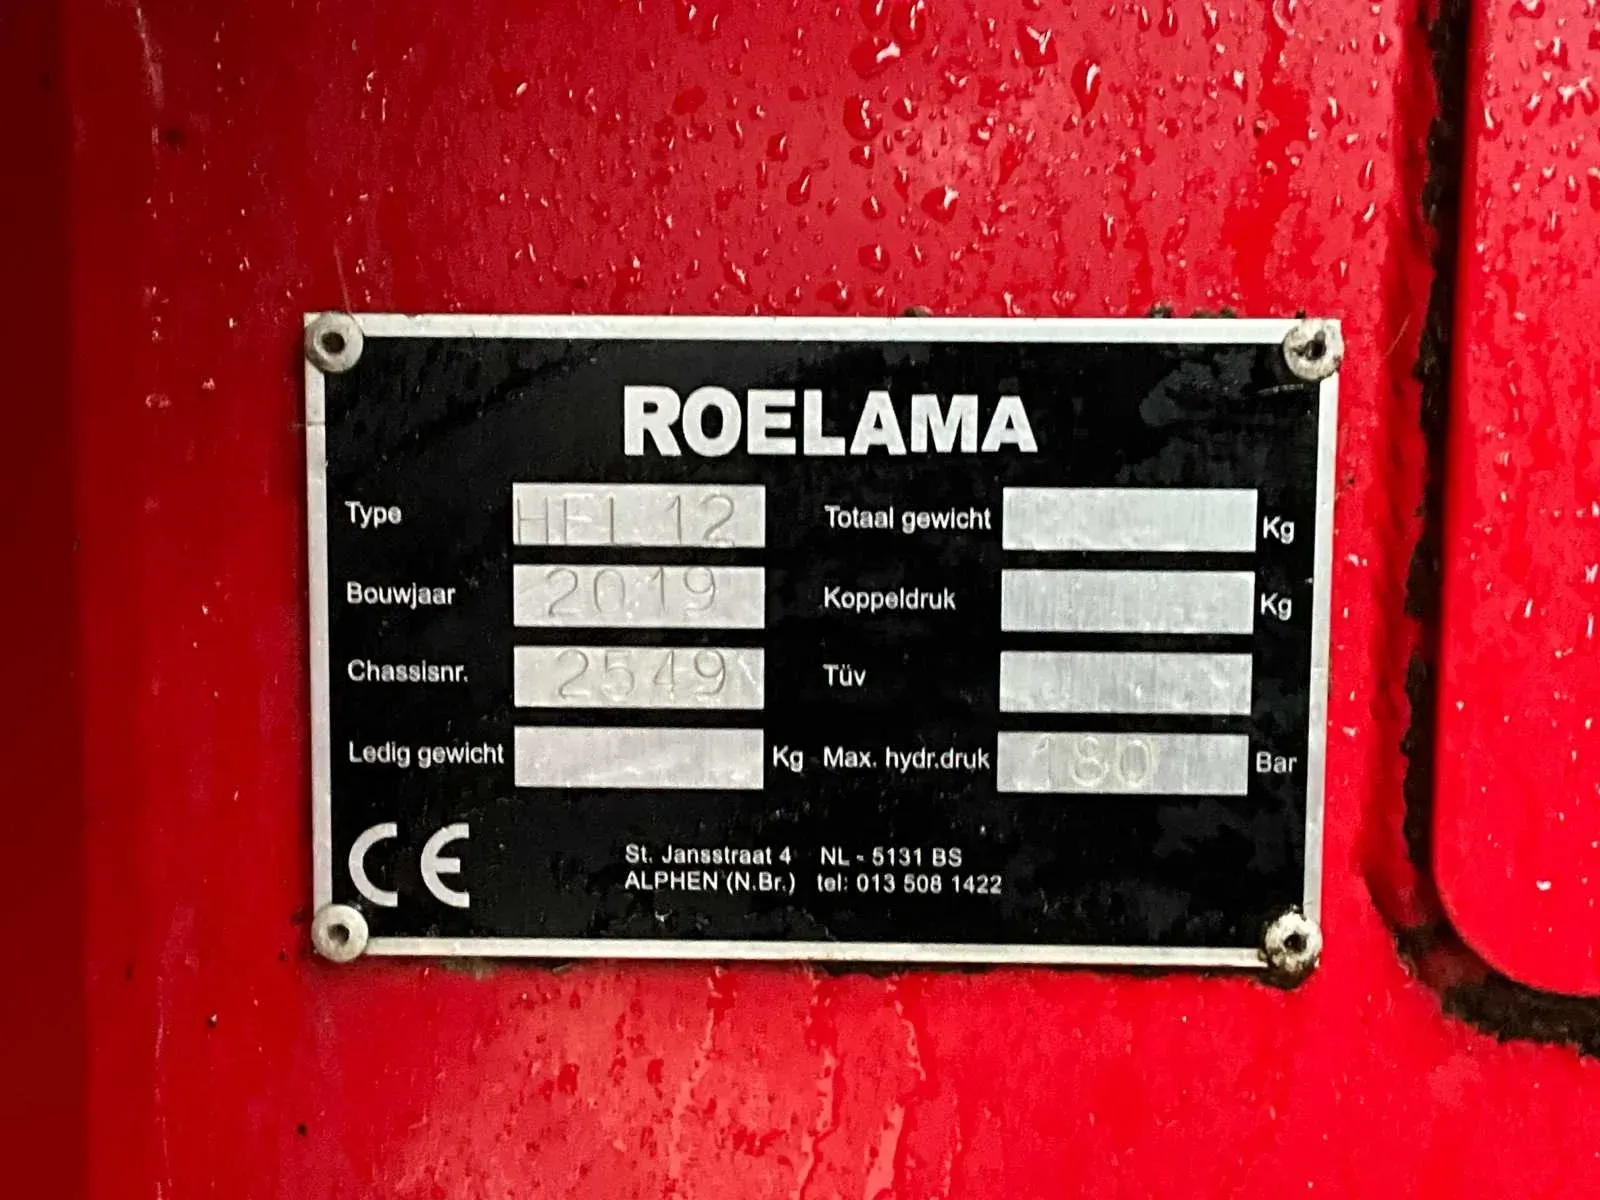 ROELAMA
Type HFL 12 Totaal gewicht Kg
Bouwjaar 2019 Koppeldruk Kg
Chassisnr. 2549 Tüv
Ledig gewicht Kg Max. hydr.druk 180 Bar
CE St. Jansstraat 4 NL - 5131 BS
ALPHEN (N.Br.) tel: 013 508 1422